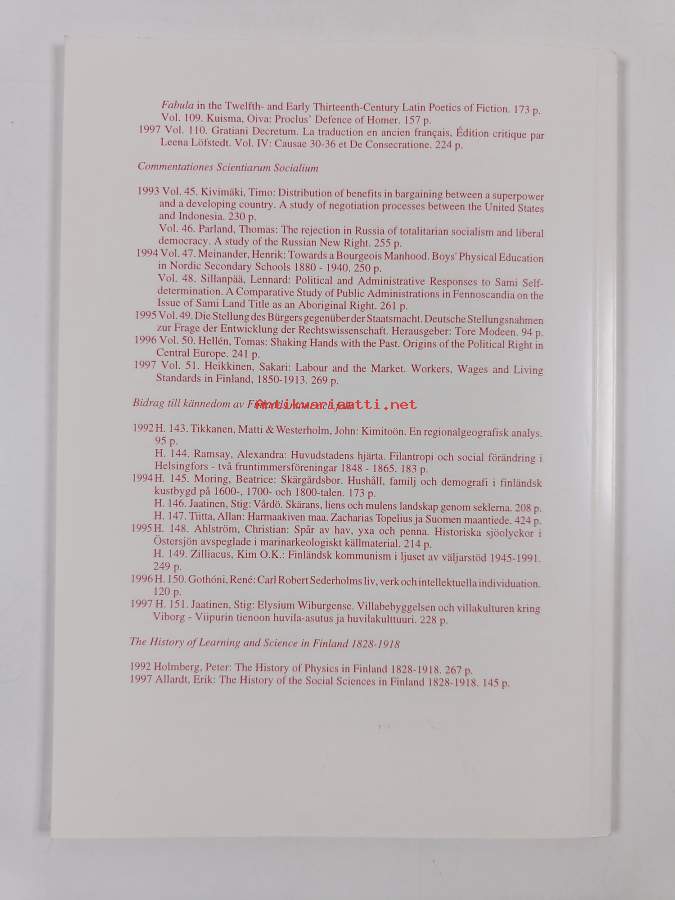 Fabula in the Twelfth- and Early Thirteenth-Century Latin Poetics of Fiction. 173 p.
Vol. 109. Kuisma, Oiva: Proclus' Defence of Homer. 157 p.
1997 Vol. 110. Gratiani Decretum. La traduction en ancien français, Édition critique par
Leena Löfstedt. Vol. IV: Causae 30-36 et De Consecratione. 224 p.
Commentationes Scientiarum Socialium
1993 Vol. 45. Kivimäki, Timo: Distribution of benefits in bargaining between a superpower
and a developing country. A study of negotiation processes between the United States
and Indonesia. 230 p.
Vol. 46. Parland, Thomas: The rejection in Russia of totalitarian socialism and liberal
democracy. A study of the Russian New Right. 255 p.
1994 Vol. 47. Meinander, Henrik: Towards a Bourgeois Manhood. Boys' Physical Education
in Nordic Secondary Schools 1880 - 1940. 250 p.
Vol. 48. Sillanpää, Lennard: Political and Administrative Responses to Sami Self-
determination. A Comparative Study of Public Administrations in Fennoscandia on the
Issue of Sami Land Title as an Aboriginal Right. 261 p.
1995 Vol. 49. Die Stellung des Bürgers gegenüber der Staatsmacht. Deutsche Stellungsnahmen
zur Frage der Entwicklung der Rechtswissenschaft. Herausgeber: Tore Modeen. 94 p.
1996 Vol. 50. Hellén, Tomas: Shaking Hands with the Past. Origins of the Political Right in
Central Europe. 241 p.
1997 Vol. 51. Heikkinen, Sakari: Labour and the Market. Workers, Wages and Living
Standards in Finland, 1850-1913. 269 p.
Bidrag till kännedom av
antikvariaatti.net
1992 H. 143. Tikkanen, Matti & Westerholm, John: Kimitoön. En regionalgeografisk analys.
95 p.
H. 144. Ramsay, Alexandra: Huvudstadens hjärta. Filantropi och social förändring i
Helsingfors - två fruntimmersföreningar 1848 - 1865. 183 p.
1994 H. 145. Moring, Beatrice: Skärgårdsbor. Hushåll, familj och demografi i finländsk
kustbygd på 1600-, 1700- och 1800-talen. 173 p.
H. 146. Jaatinen, Stig: Vårdö. Skärans, liens och mulens landskap genom seklerna. 208 p.
H. 147. Tiitta, Allan: Harmaakiven maa. Zacharias Topelius ja Suomen maantiede. 424 p.
1995 H. 148. Ahlström, Christian: Spår av hav, yxa och penna. Historiska sjöolyckor i
Östersjön avspeglade i marinarkeologiskt källmaterial. 214 p.
H. 149. Zilliacus, Kim O.K.: Finländsk kommunism i ljuset av väljarstöd 1945-1991.
249 p.
1996 H. 150. Gothóni, René: Carl Robert Sederholms liv, verk och intellektuella individuation.
120 p.
1997 H. 151. Jaatinen, Stig: Elysium Wiburgense. Villabebyggelsen och villakulturen kring
Viborg - Viipurin tienoon huvila-asutus ja huvilakulttuuri. 228 p.
The History of Learning and Science in Finland 1828-1918
1992 Holmberg, Peter: The History of Physics in Finland 1828-1918. 267 p.
1997 Allardt, Erik: The History of the Social Sciences in Finland 1828-1918. 145 p.